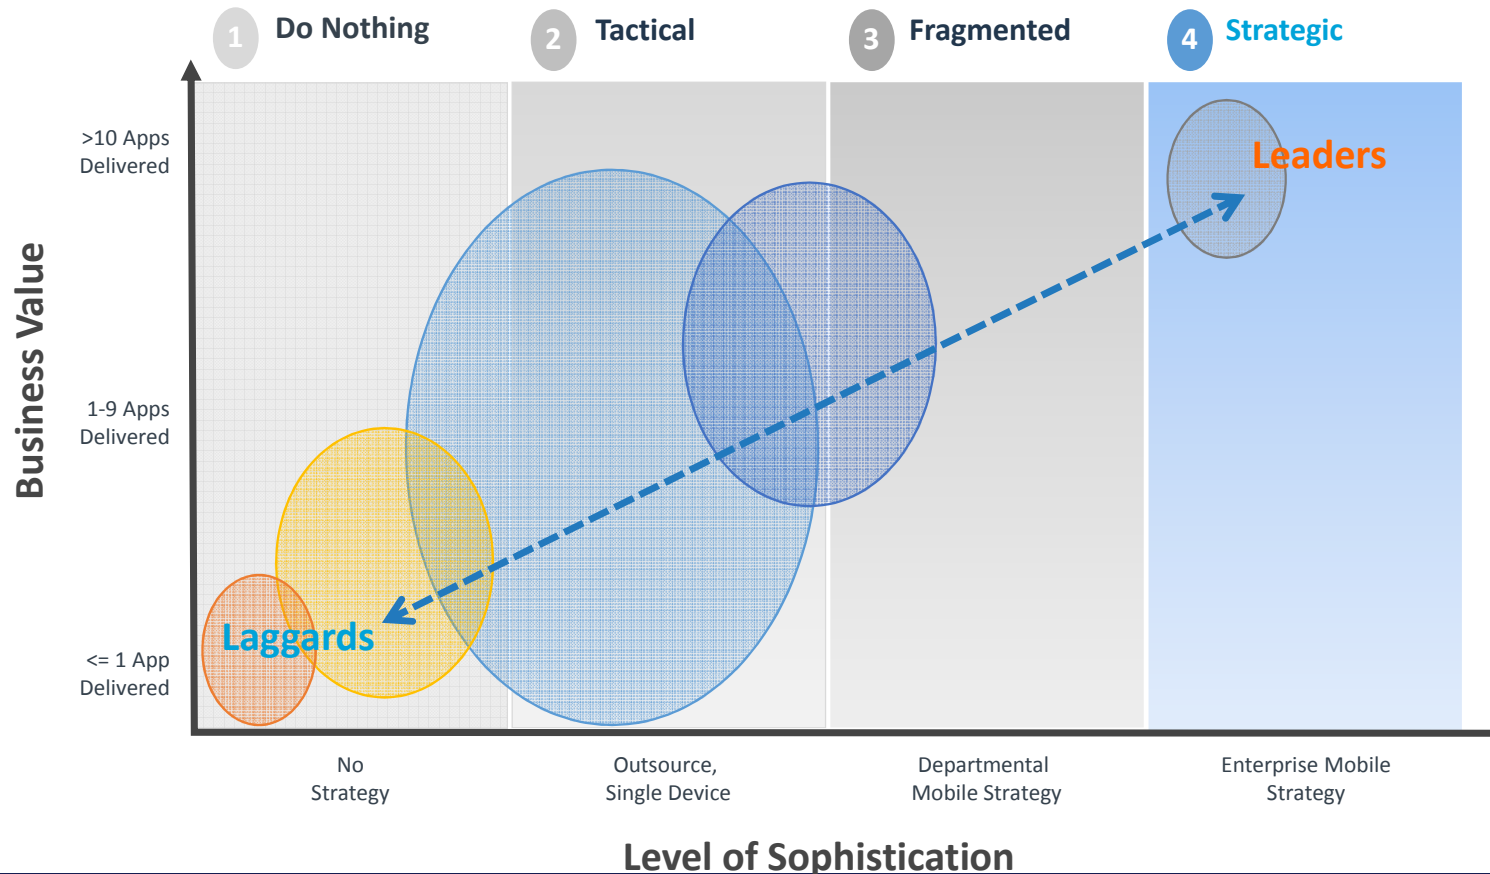 1 Do Nothing
2 Tactical
3 Fragmented
4 Strategic
Business Value
>10 Apps
Delivered
1-9 Apps
Delivered
<= 1 App
Delivered
Leaders
Laggards
No
Strategy
Outsource,
Single Device
Departmental
Mobile Strategy
Enterprise Mobile
Strategy
Level of Sophistication